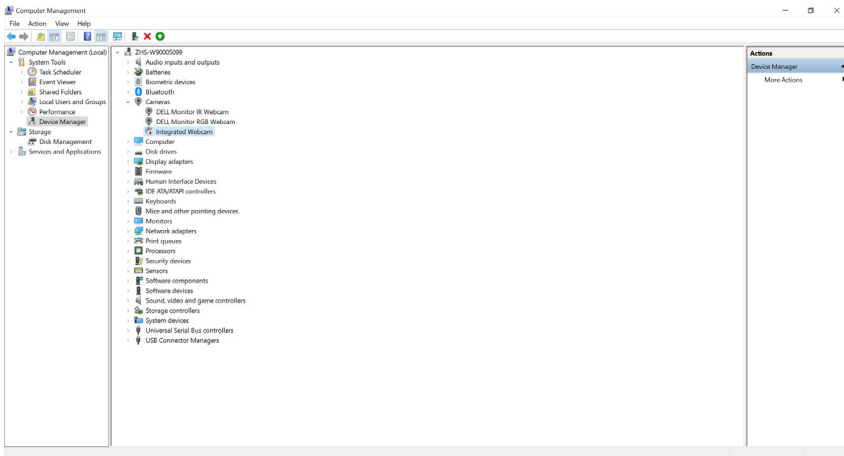 Computer Management
File Action View Help
Computer Management (Local)
System Tools
Task Scheduler
Event Viewer
Shared Folders
Local Users and Groups
Performance
Device Manager
Storage
Disk Management
Services and Applications
ZHS-W90005099
Audio inputs and outputs
Batteries
Biometric devices
Bluetooth
Cameras
DELL Monitor IR Webcam
DELL Monitor RGB Webcam
Integrated Webcam
Computer
Disk drives
Display adapters
Firmware
Human Interface Devices
IDE ATA/ATAPI controllers
Keyboards
Mice and other pointing devices
Monitors
Network adapters
Print queues
Processors
Security devices
Sensors
Software components
Software devices
Sound, video and game controllers
Storage controllers
System devices
Universal Serial Bus controllers
USB Connector Managers
Actions
Device Manager
More Actions